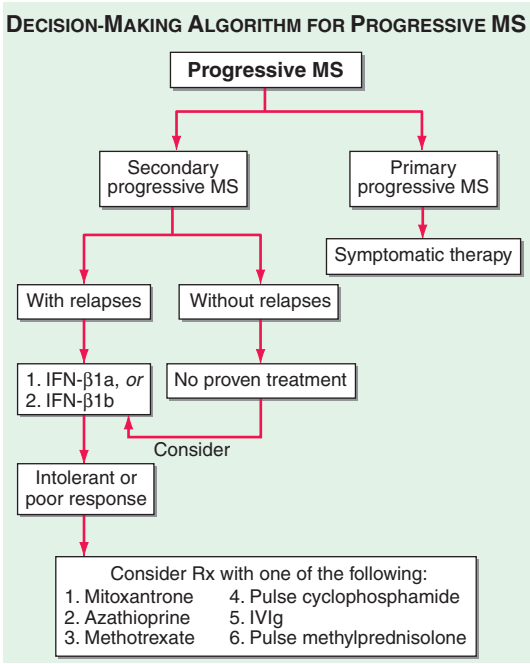 DECISION-MAKING ALGORITHM FOR PROGRESSIVE MS
Progressive MS
Secondary
progressive MS
Primary
progressive MS
Symptomatic therapy
With relapses
Without relapses
1. IFN-β1a, or
2. IFN-β1b
No proven treatment
Consider
Intolerant or
poor response
Consider Rx with one of the following:
1. Mitoxantrone
2. Azathioprine
3. Methotrexate
4. Pulse cyclophosphamide
5. IVIg
6. Pulse methylprednisolone